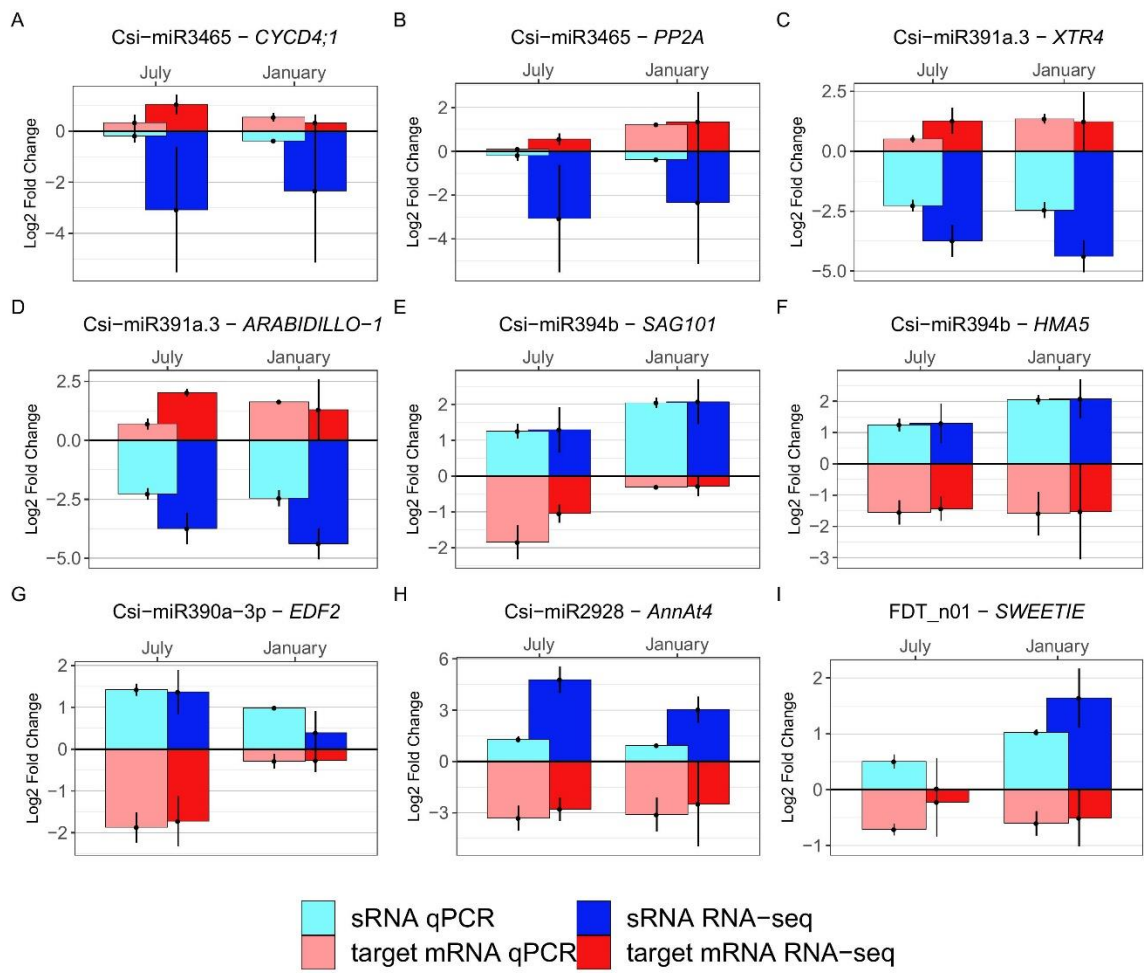 A
Csi−miR3465 − CYCD4;1
July January
Log2 Fold Change
0
−2
−4
B
Csi−miR3465 − PP2A
July January
Log2 Fold Change
2
0
−2
−4
C
Csi−miR391a.3 − XTR4
July January
Log2 Fold Change
2.5
0.0
−2.5
−5.0
D
Csi−miR391a.3 − ARABIDILLO−1
July January
Log2 Fold Change
2.5
0.0
−2.5
−5.0
E
Csi−miR394b − SAG101
July January
Log2 Fold Change
2
1
0
−1
−2
F
Csi−miR394b − HMA5
July January
Log2 Fold Change
2
1
0
−1
−2
−3
G
Csi−miR390a−3p − EDF2
July January
Log2 Fold Change
2
1
0
−1
−2
H
Csi−miR2928 − AnnAt4
July January
Log2 Fold Change
6
3
0
−3
I
FDT_n01 − SWEETIE
July January
Log2 Fold Change
2
1
0
−1
sRNA qPCR sRNA RNA−seq
target mRNA qPCR target mRNA RNA−seq